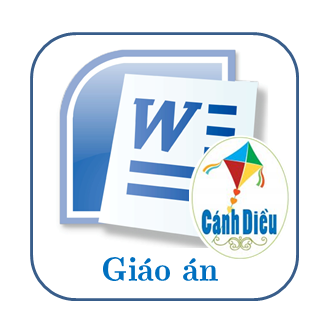 W
Cánh Diều
Giáo án